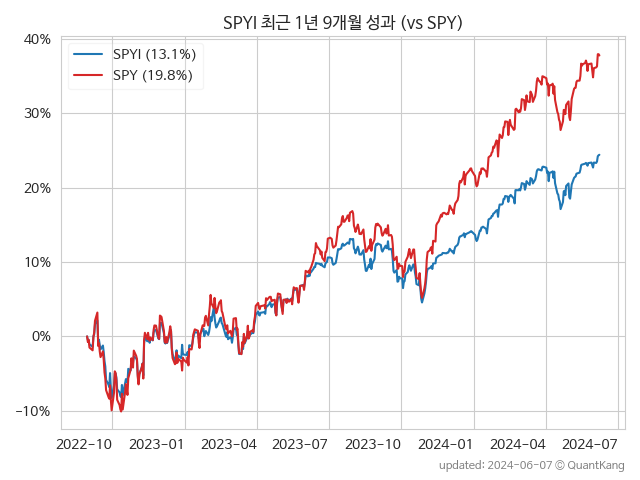 SPYI 최근 1년 9개월 성과 (vs SPY)
SPYI (13.1%)
SPY (19.8%)
40%
30%
20%
10%
0%
−10%
2022-10 2023-01 2023-04 2023-07 2023-10 2024-01 2024-04 2024-07
updated: 2024-06-07 © QuantKang